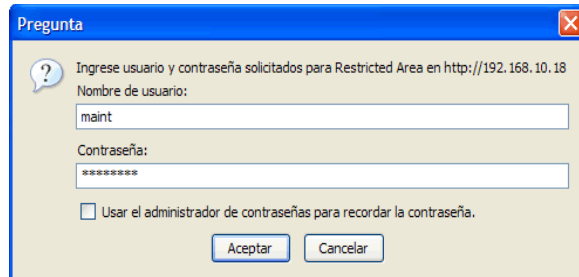 Pregunta
Ingrese usuario y contraseña solicitados para Restricted Area en http://192.168.10.18
Nombre de usuario:
maint
Contraseña:
********
Usar el administrador de contraseñas para recordar la contraseña.
Aceptar Cancelar